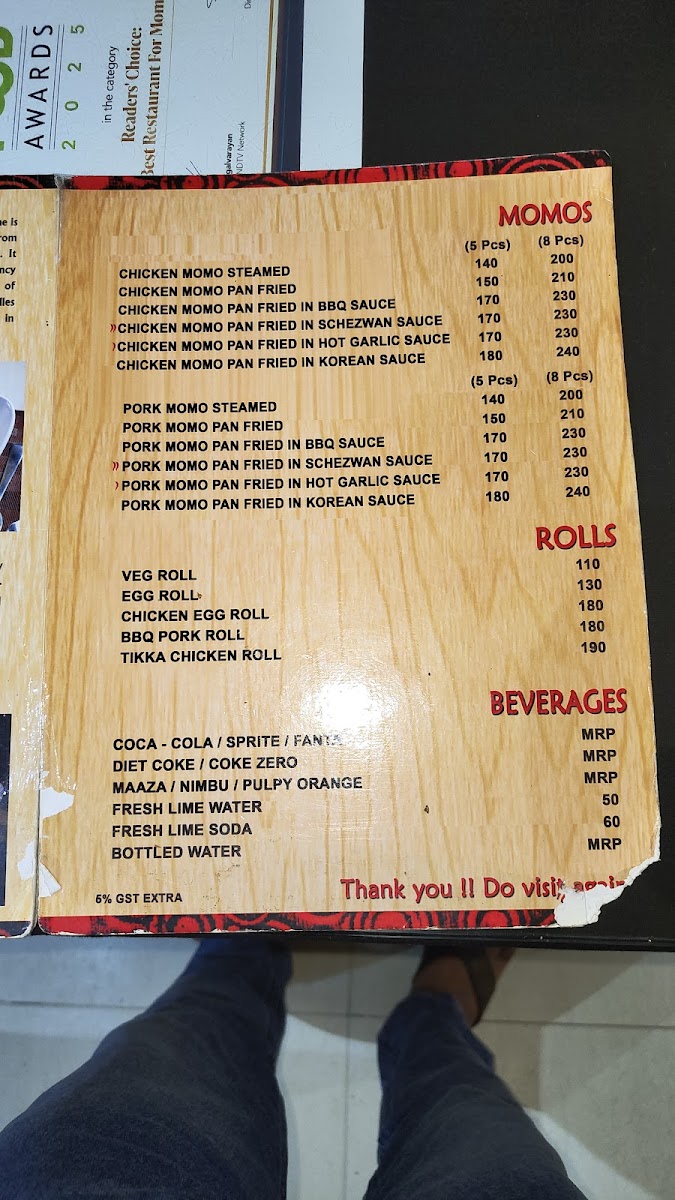 AWARDS
2025
in the category
Readers' Choice:
Best Restaurant For Mom
NDTV Network
MOMOS
(5 Pcs) (8 Pcs)
CHICKEN MOMO STEAMED 140 200
CHICKEN MOMO PAN FRIED 150 210
CHICKEN MOMO PAN FRIED IN BBQ SAUCE 170 230
CHICKEN MOMO PAN FRIED IN SCHEZWAN SAUCE 170 230
CHICKEN MOMO PAN FRIED IN HOT GARLIC SAUCE 170 230
CHICKEN MOMO PAN FRIED IN KOREAN SAUCE 180 240
(5 Pcs) (8 Pcs)
PORK MOMO STEAMED 140 200
PORK MOMO PAN FRIED 150 210
PORK MOMO PAN FRIED IN BBQ SAUCE 170 230
PORK MOMO PAN FRIED IN SCHEZWAN SAUCE 170 230
PORK MOMO PAN FRIED IN HOT GARLIC SAUCE 170 230
PORK MOMO PAN FRIED IN KOREAN SAUCE 180 240
ROLLS
VEG ROLL 110
EGG ROLL 130
CHICKEN EGG ROLL 180
BBQ PORK ROLL 180
TIKKA CHICKEN ROLL 190
BEVERAGES
COCA - COLA / SPRITE / FANTA MRP
DIET COKE / COKE ZERO MRP
MAAZA / NIMBU / PULPY ORANGE MRP
FRESH LIME WATER 50
FRESH LIME SODA 60
BOTTLED WATER MRP
5% GST EXTRA
Thank you !! Do visit again